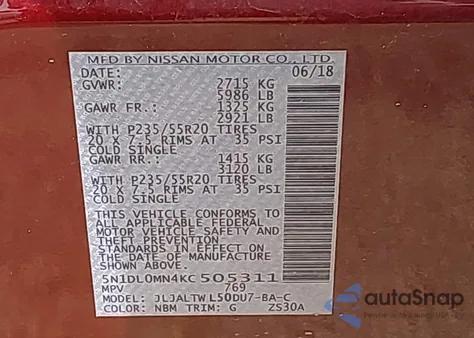 MFD BY NISSAN MOTOR CO., LTD.
DATE: 06/18
GVWR: 2715 KG
5986 LB
GAWR FR.: 1325 KG
2921 LB
WITH P235/55R20 TIRES
20 X 7.5 RIMS AT 35 PSI
COLD SINGLE
GAWR RR.: 1415 KG
3120 LB
WITH P235/55R20 TIRES
20 X 7.5 RIMS AT 35 PSI
COLD SINGLE
THIS VEHICLE CONFORMS TO
ALL APPLICABLE FEDERAL
MOTOR VEHICLE SAFETY AND
THEFT PREVENTION
STANDARDS IN EFFECT ON
THE DATE OF MANUFACTURE
SHOWN ABOVE.
5N1DL0MN4KC505311
MPV 769
MODEL: JLJALTWL50DU7-BA-C
COLOR: NBM TRIM: G ZS30A
autoSnap
www.autosnap.com